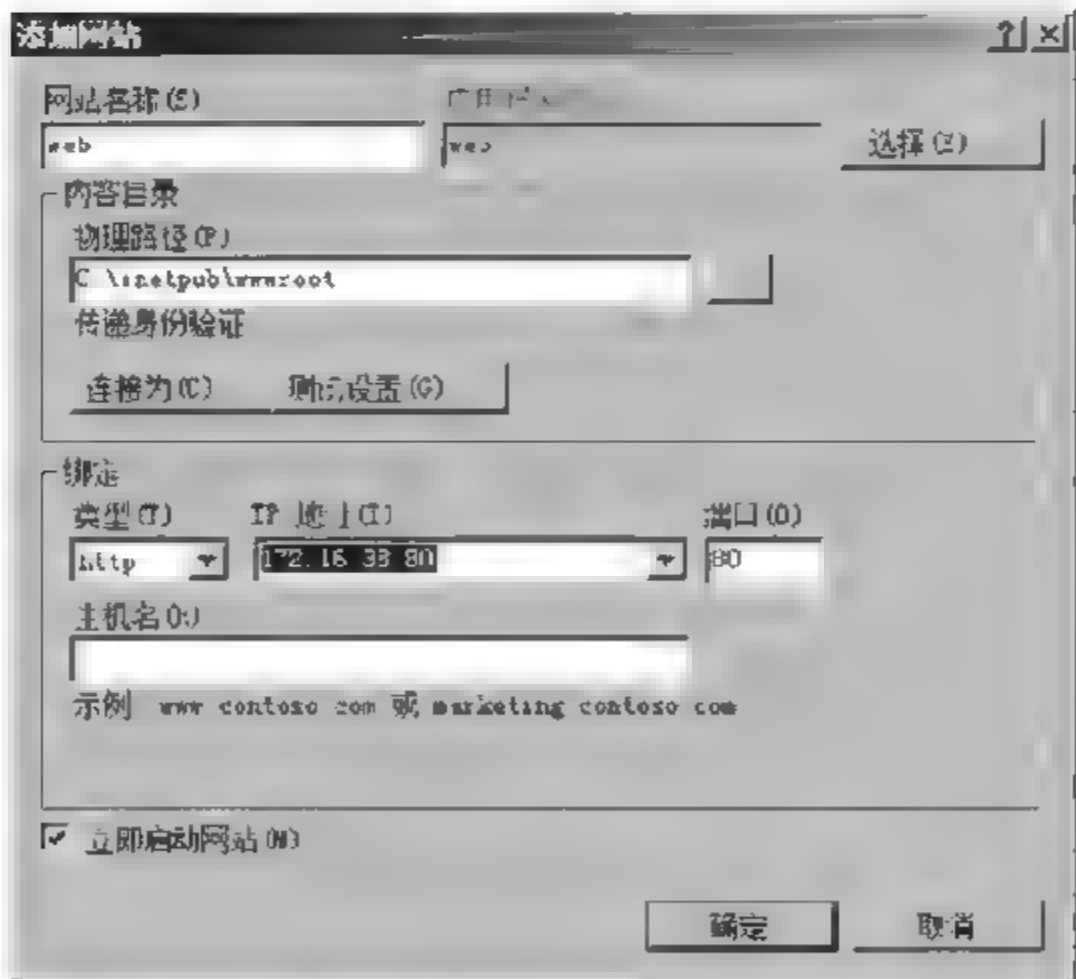 添加网站
网站名称(S)
web
web
选择(E)
内容目录
物理路径(P)
C \inetpub\wwwroot
传递身份验证
连接为(C) 测试设置(G)
绑定
类型(T) IP 地址(I) 端口(O)
http 172.16 38 80 80
主机名(H)
示例 www contoso com 或 marketing contoso com
立即启动网站(M)
确定 取消